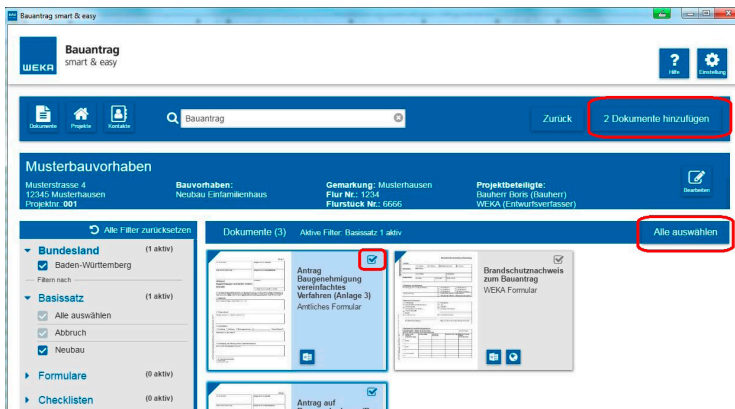 Bauantrag smart & easy
WEKA
Bauantrag
smart & easy
?
Hilfe
Einstellung
Dokumente
Projekte
Kontakte
Bauantrag
Zurück
2 Dokumente hinzufügen
Musterbauvorhaben
Musterstrasse 4
12345 Musterhausen
Projektnr.:001
Bauvorhaben:
Neubau Einfamilienhaus
Gemarkung: Musterhausen
Flur Nr.: 1234
Flurstück Nr.: 6666
Projektbeteiligte:
Bauherr Boris (Bauherr)
WEKA (Entwurfsverfasser)
Bearbeiten
Alle Filter zurücksetzen
Dokumente (3) Aktive Filter: Basissatz 1 aktiv
Alle auswählen
Bundesland (1 aktiv)
Baden-Württemberg
Filtern nach
Basissatz (1 aktiv)
Alle auswählen
Abbruch
Neubau
Formulare (0 aktiv)
Checklisten (0 aktiv)
Antrag
Baugenehmigung
vereinfachtes
Verfahren (Anlage 3)
Amtliches Formular
Brandschutznachweis
zum Bauantrag
WEKA Formular
Antrag auf